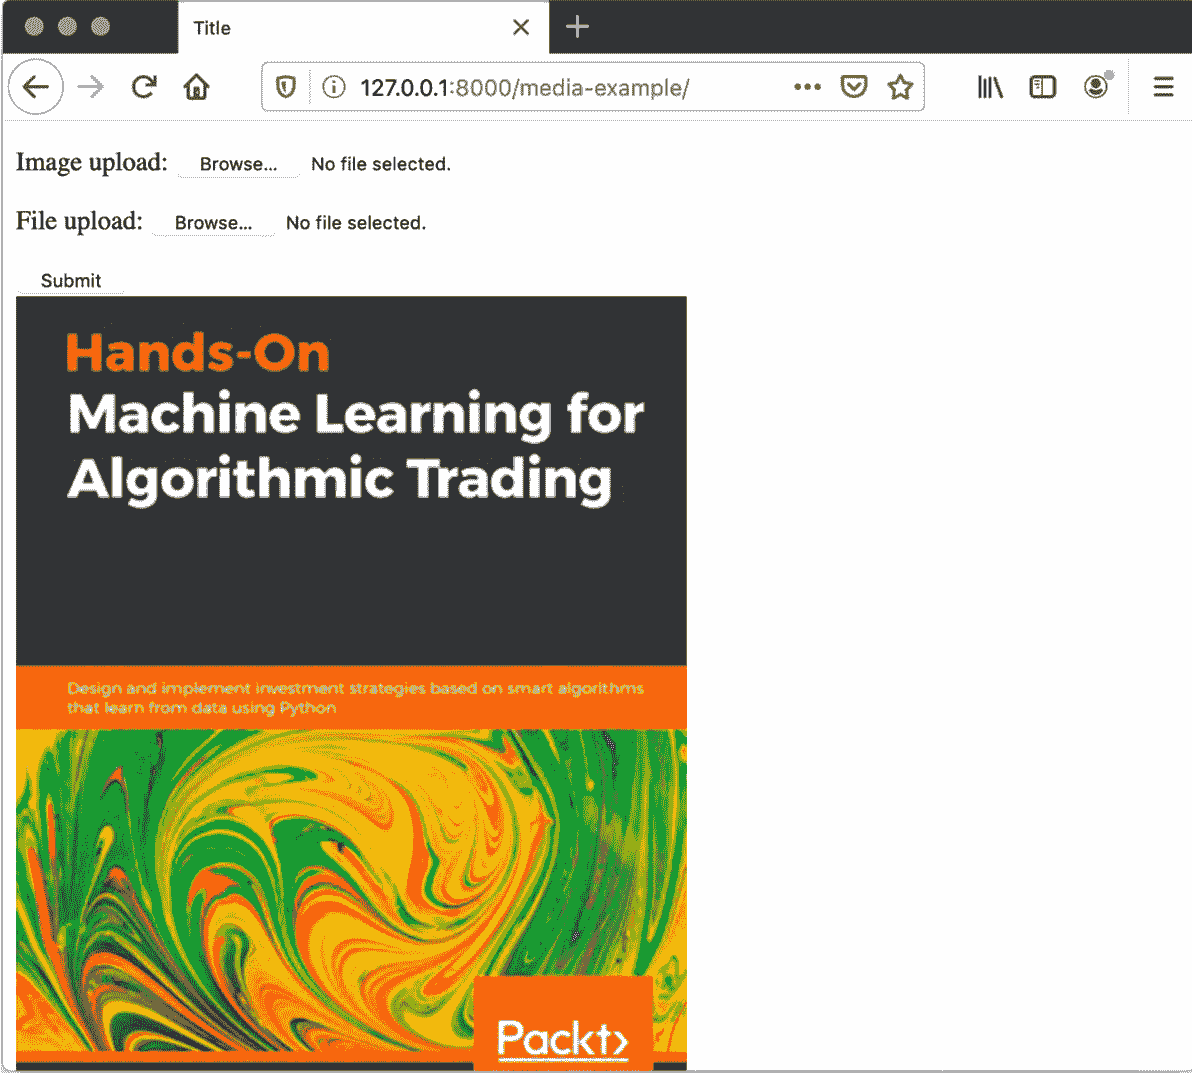 Title
127.0.0.1:8000/media-example/
Image upload: Browse... No file selected.
File upload: Browse... No file selected.
Submit
Hands-On
Machine Learning for
Algorithmic Trading
Design and implement investment strategies based on smart algorithms
that learn from data using Python
Packt>